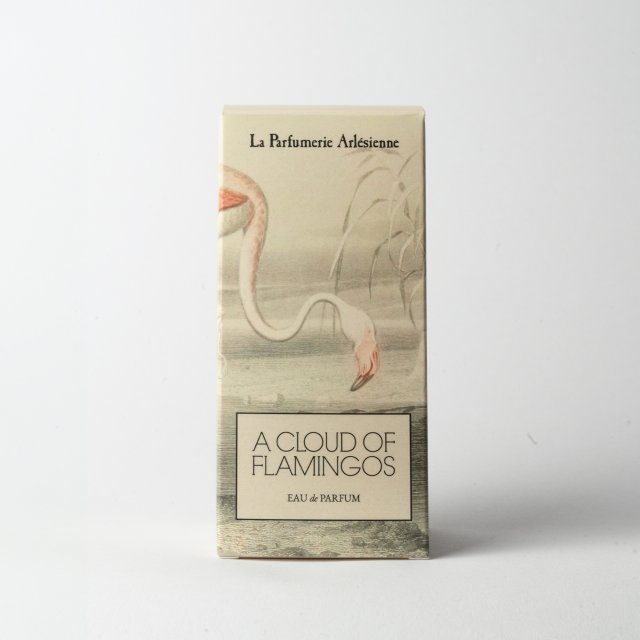 La Parfumerie Arlésienne
A CLOUD OF
FLAMINGOS
EAU de PARFUM